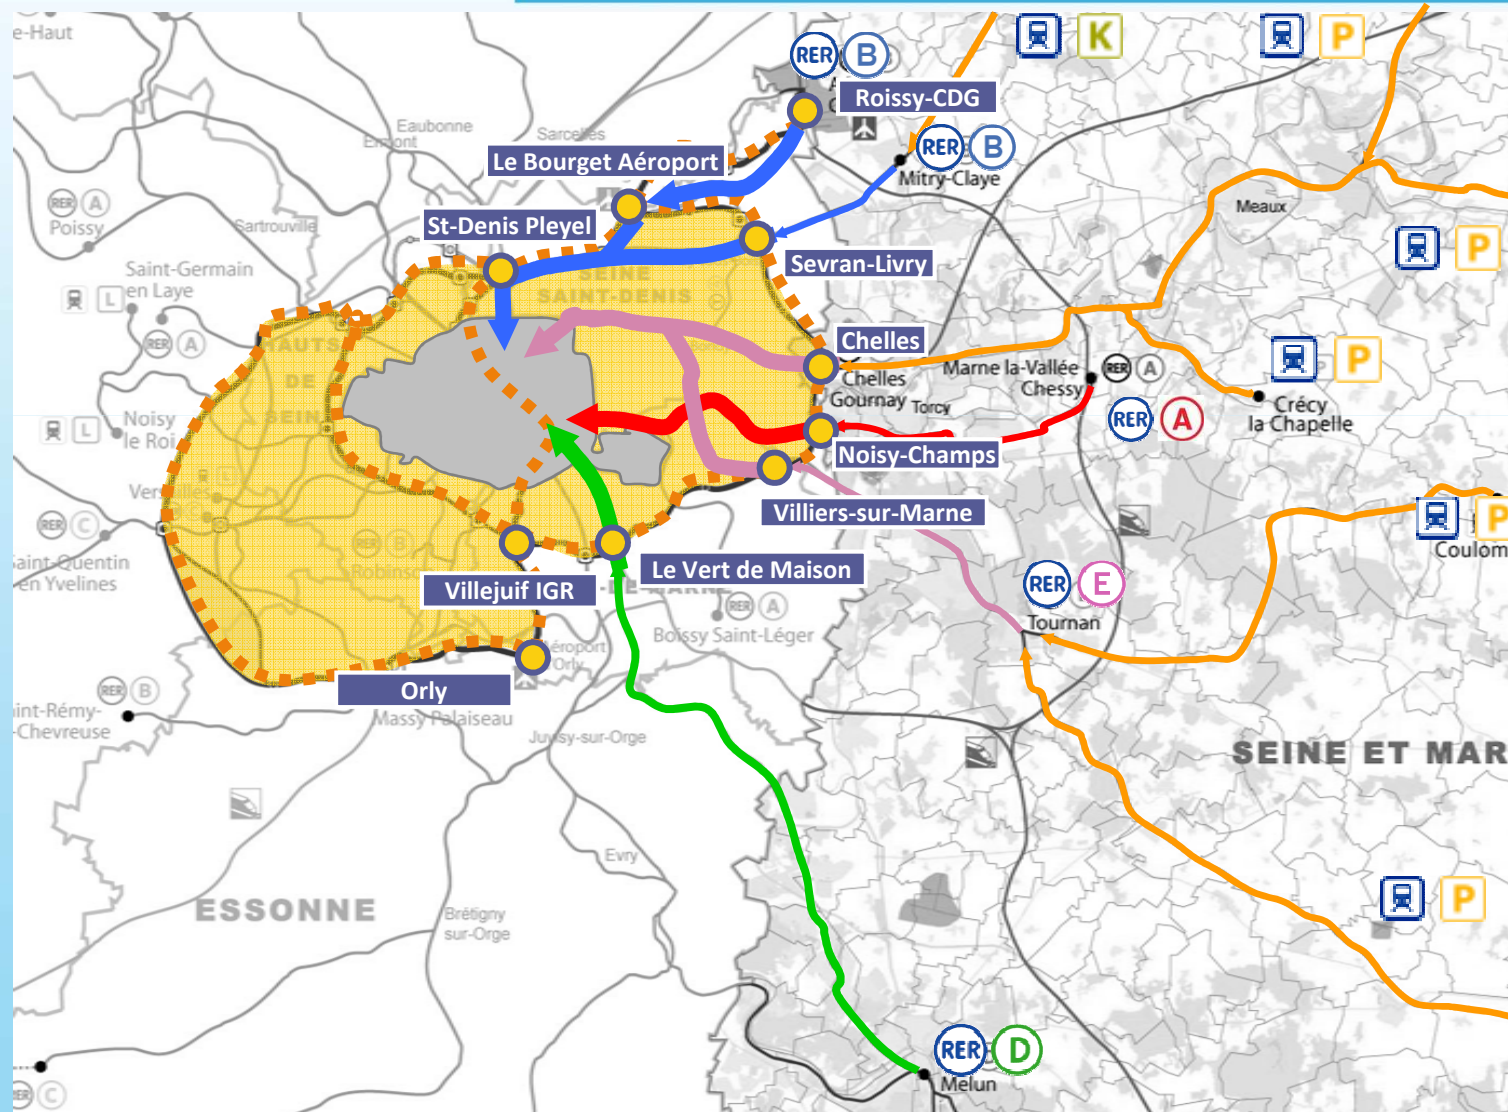 e-Haut
K
P
RER B
Roissy-CDG
Eaubonne
Ermont
Sarcelles
RER B
Mitry-Claye
Le Bourget Aéroport
RER A
Poissy
Sartrouville
St-Denis Pleyel
Meaux
P
Saint-Germain
en Laye
L
RER A
Sevran-Livry
SEINE
SAINT-DENIS
HAUTS
DE
SEINE
Chelles
Chelles
Gournay
Torcy
Marne la-Vallée
Chessy
RER A
RER A
P
Crécy
la Chapelle
Noisy
le Roi
L
Noisy-Champs
Versailles
L
Villiers-sur-Marne
RER C
Saint-Quentin
en Yvelines
RER B
Robinson
P
Coulom
Le Vert de Maison
Villejuif IGR
DE-MARNE
RER A
Boissy Saint-Léger
RER E
Tournan
Aéroport
Orly
Orly
RER B
int-Rémy-
-Chevreuse
Massy Palaiseau
Juvisy-sur-Orge
SEINE ET MAR
Evry
ESSONNE
Brétigny
sur-Orge
P
RER D
Melun
RER C